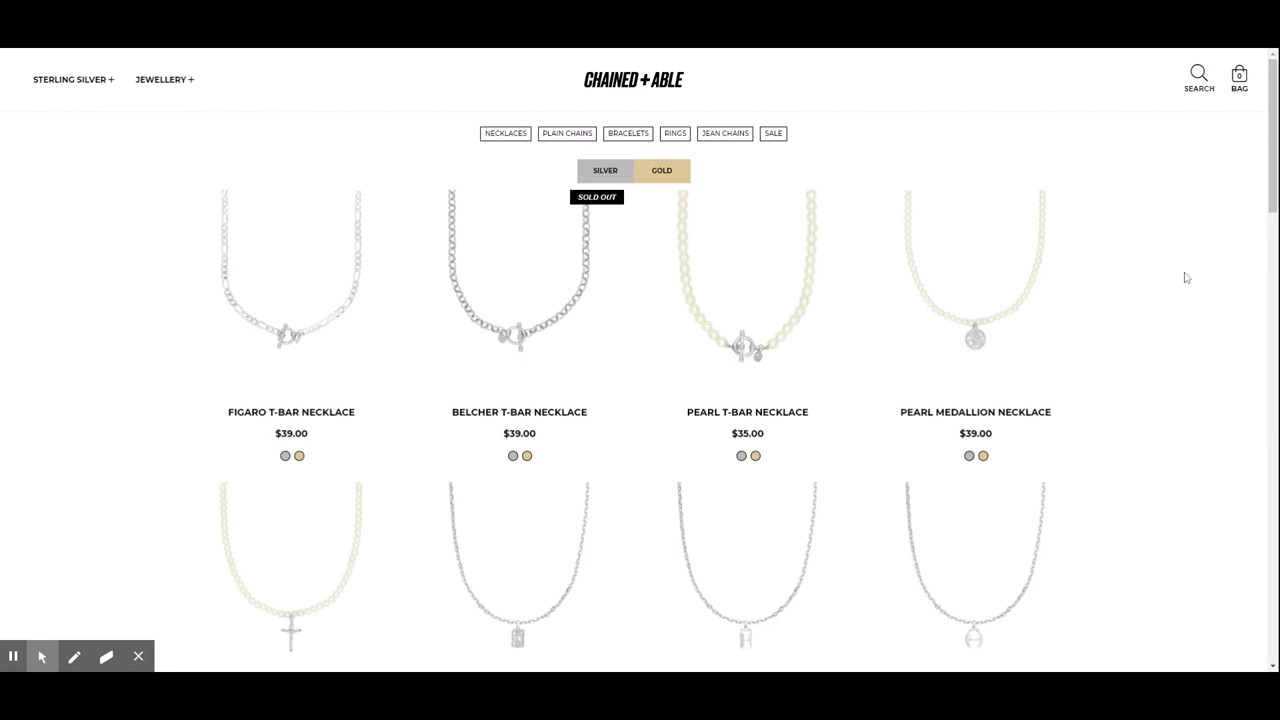 STERLING SILVER +
JEWELLERY +
CHAINED + ABLE
SEARCH
0
BAG
NECKLACES
PLAIN CHAINS
BRACELETS
RINGS
JEAN CHAINS
SALE
SILVER
GOLD
SOLD OUT
FIGARO T-BAR NECKLACE
$39.00
BELCHER T-BAR NECKLACE
$39.00
PEARL T-BAR NECKLACE
$35.00
PEARL MEDALLION NECKLACE
$39.00